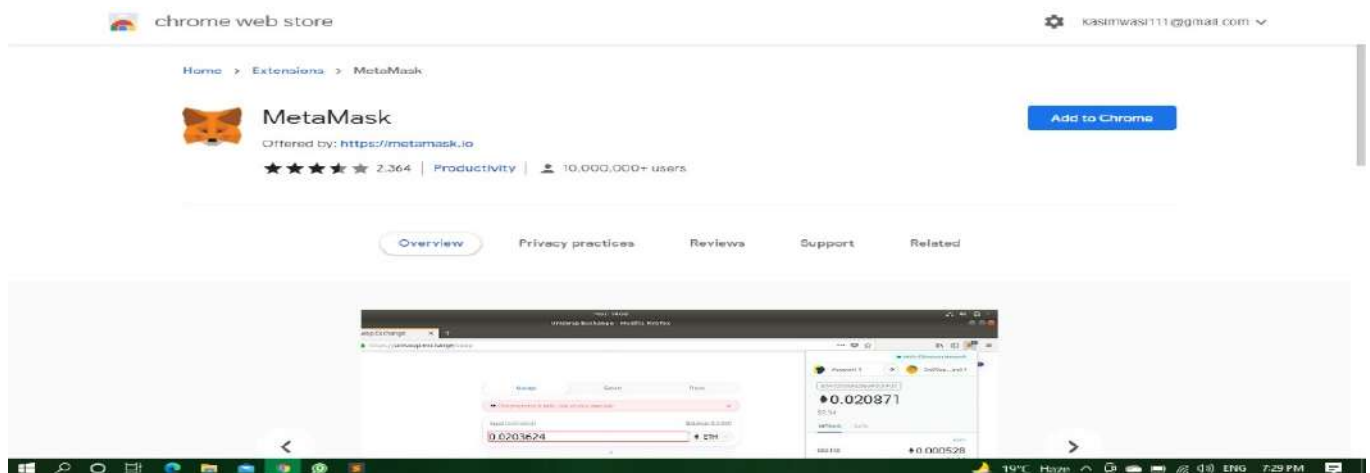 chrome web store
kasimwasi111@gmail.com
Home > Extensions > MetaMask
MetaMask
Add to Chrome
Offered by: https://metamask.io
2,364 | Productivity | 10,000,000+ users
Overview Privacy practices Reviews Support Related
0.020871
0.0203624
ETH
0.000528
19°C Haze ENG 7:29 PM